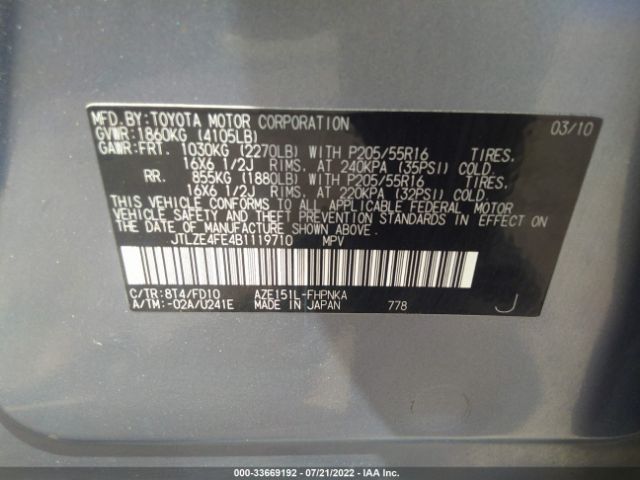 MFD.BY:TOYOTA MOTOR CORPORATION 03/10
GVWR:1860KG (4105LB)
GAWR:FRT. 1030KG (2270LB) WITH P205/55R16 TIRES.
16X6 1/2J RIMS. AT 240KPA (35PSI) COLD.
RR. 855KG (1880LB) WITH P205/55R16 TIRES.
16X6 1/2J RIMS. AT 220KPA (32PSI) COLD.
THIS VEHICLE CONFORMS TO ALL APPLICABLE FEDERAL MOTOR
VEHICLE SAFETY AND THEFT PREVENTION STANDARDS IN EFFECT ON
THE DATE OF MANUFACTURE SHOWN ABOVE.
JTLZE4FE4B1119710 MPV
C/TR:8T4/FD10 AZE151L-FHPNKA
A/TM:-02A/U241E MADE IN JAPAN 778 J
000-33669192 - 07/21/2022 - IAA Inc.